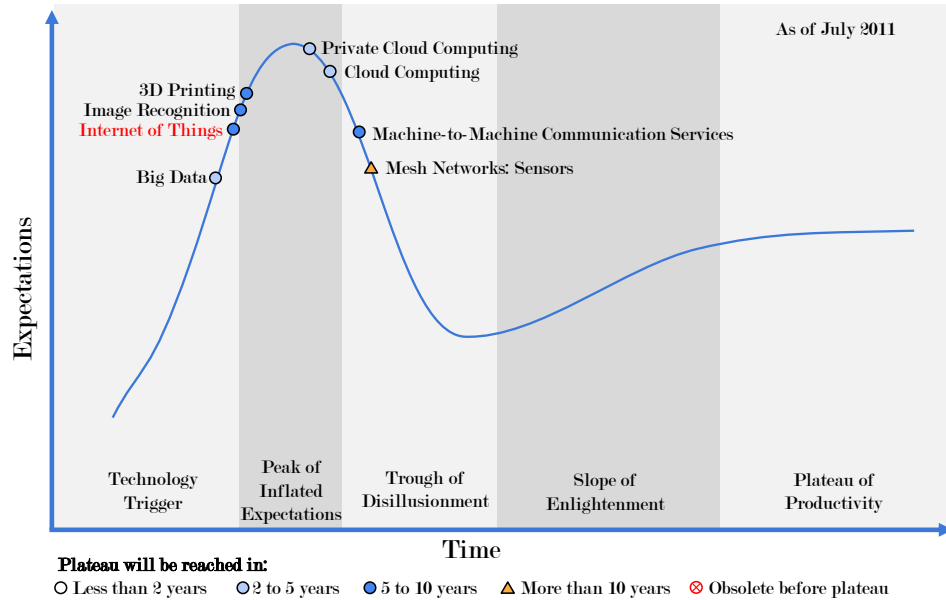 As of July 2011
Private Cloud Computing
Cloud Computing
3D Printing
Image Recognition
Internet of Things
Machine-to-Machine Communication Services
Mesh Networks: Sensors
Big Data
Expectations
Technology
Trigger
Peak of
Inflated
Expectations
Trough of
Disillusionment
Slope of
Enlightenment
Plateau of
Productivity
Time
Plateau will be reached in:
Less than 2 years
2 to 5 years
5 to 10 years
More than 10 years
Obsolete before plateau